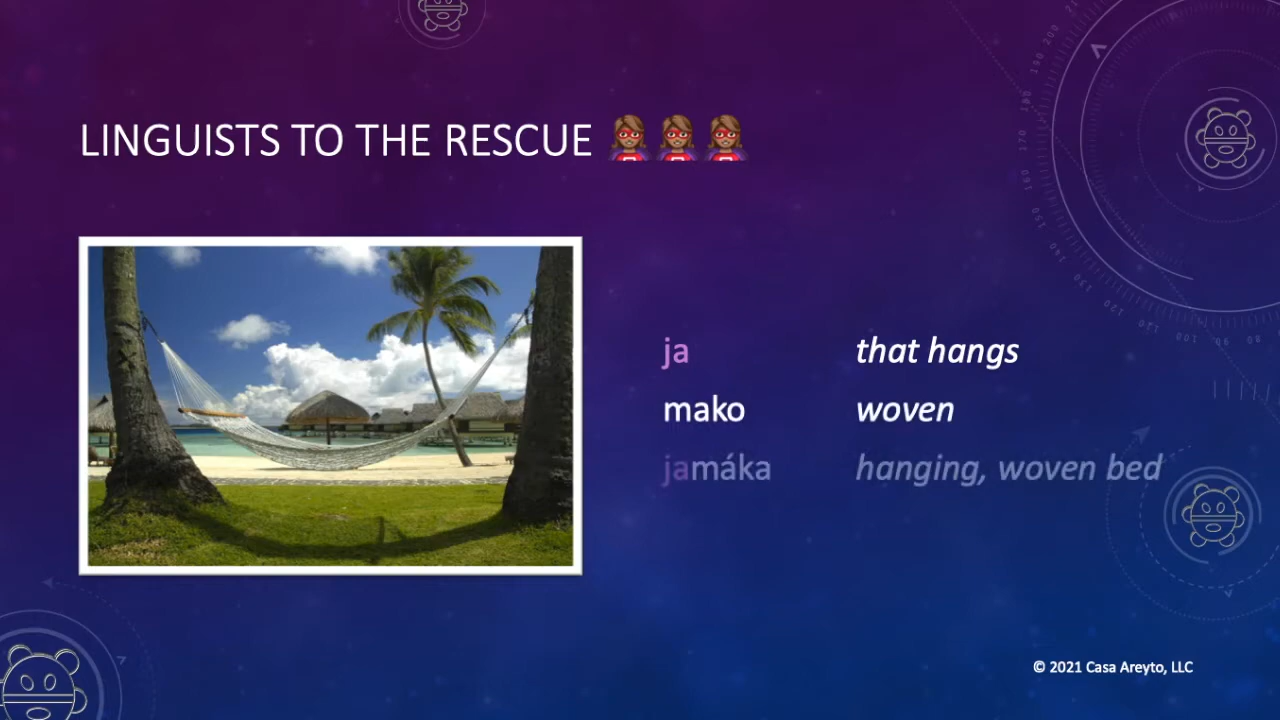 LINGUISTS TO THE RESCUE 🦸🏽‍♀️🦸🏽‍♀️🦸🏽‍♀️
ja that hangs
mako woven
jamáka hanging, woven bed
© 2021 Casa Areyto, LLC